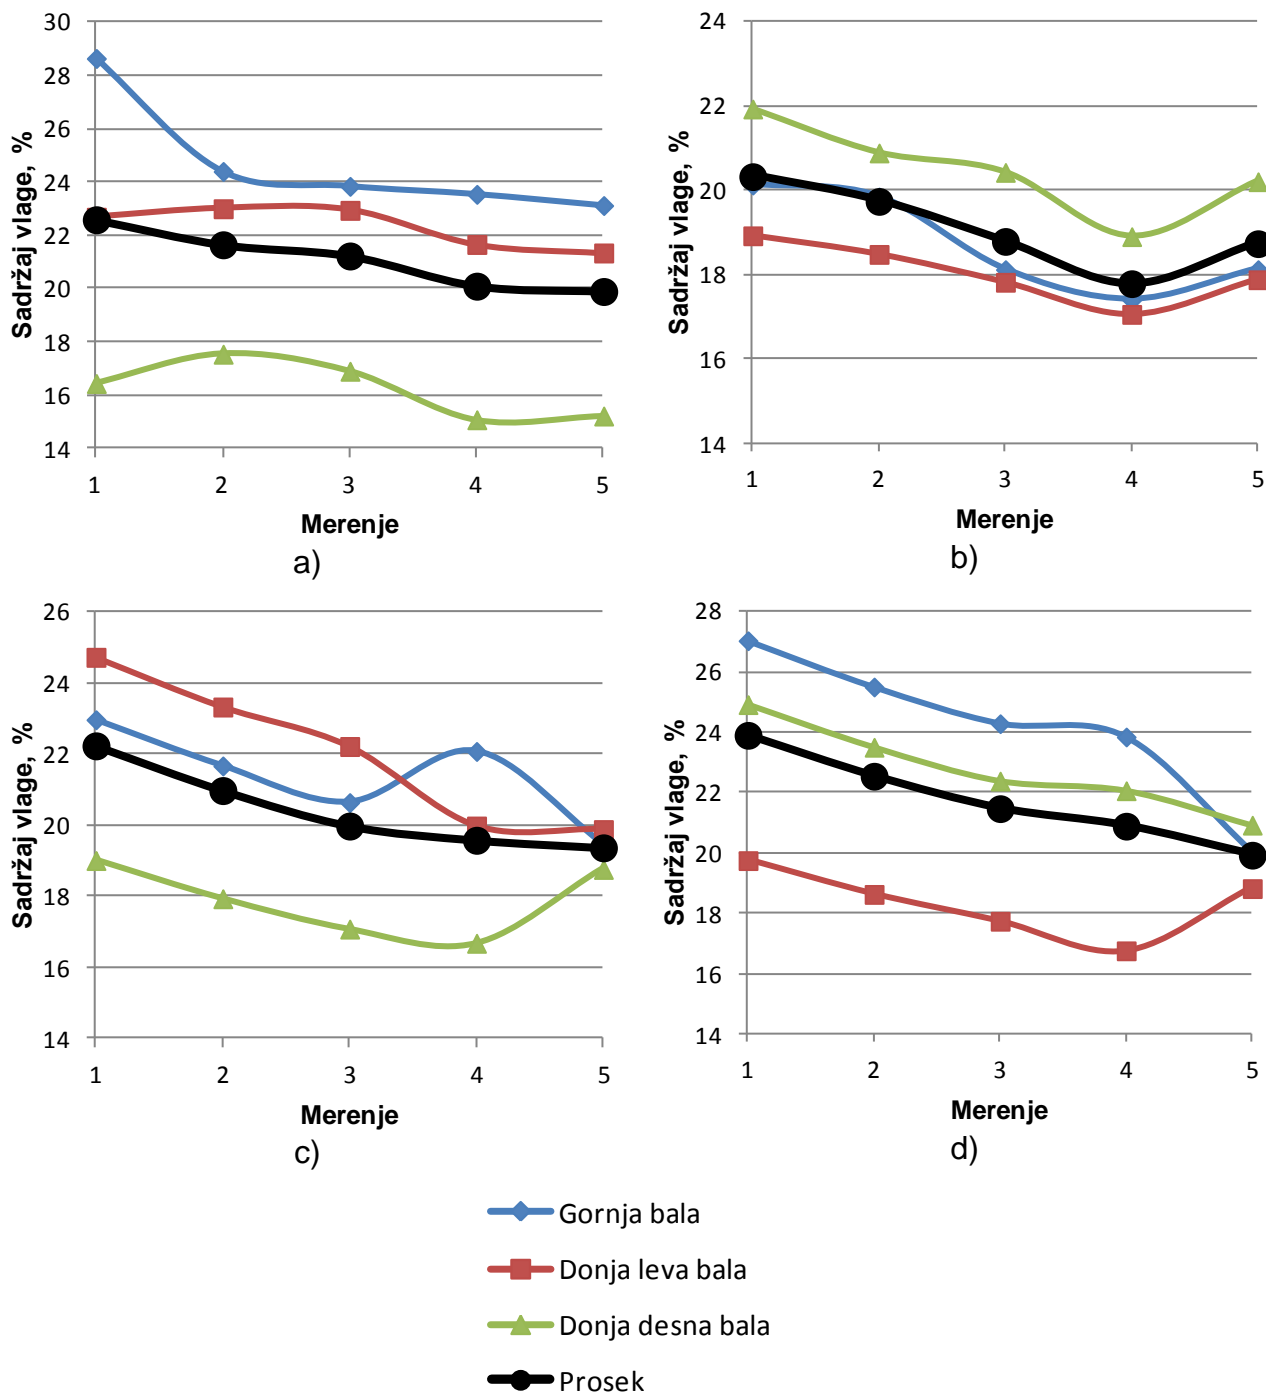 30
28
26
24
22
20
18
16
14
Sadržaj vlage, %
1 2 3 4 5
Merenje
a)
24
22
20
18
16
14
Sadržaj vlage, %
1 2 3 4 5
Merenje
b)
26
24
22
20
18
16
14
Sadržaj vlage, %
1 2 3 4 5
Merenje
c)
28
26
24
22
20
18
16
14
Sadržaj vlage, %
1 2 3 4 5
Merenje
d)
Gornja bala
Donja leva bala
Donja desna bala
Prosek